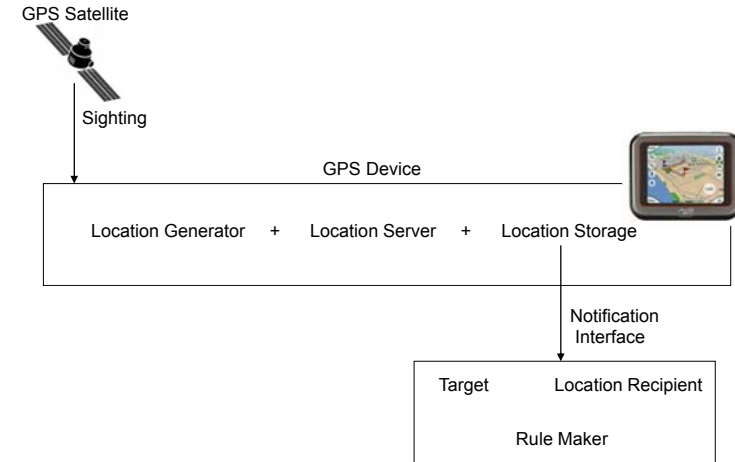 GPS Satellite
Sighting
GPS Device
Location Generator + Location Server + Location Storage
Notification
Interface
Target Location Recipient
Rule Maker